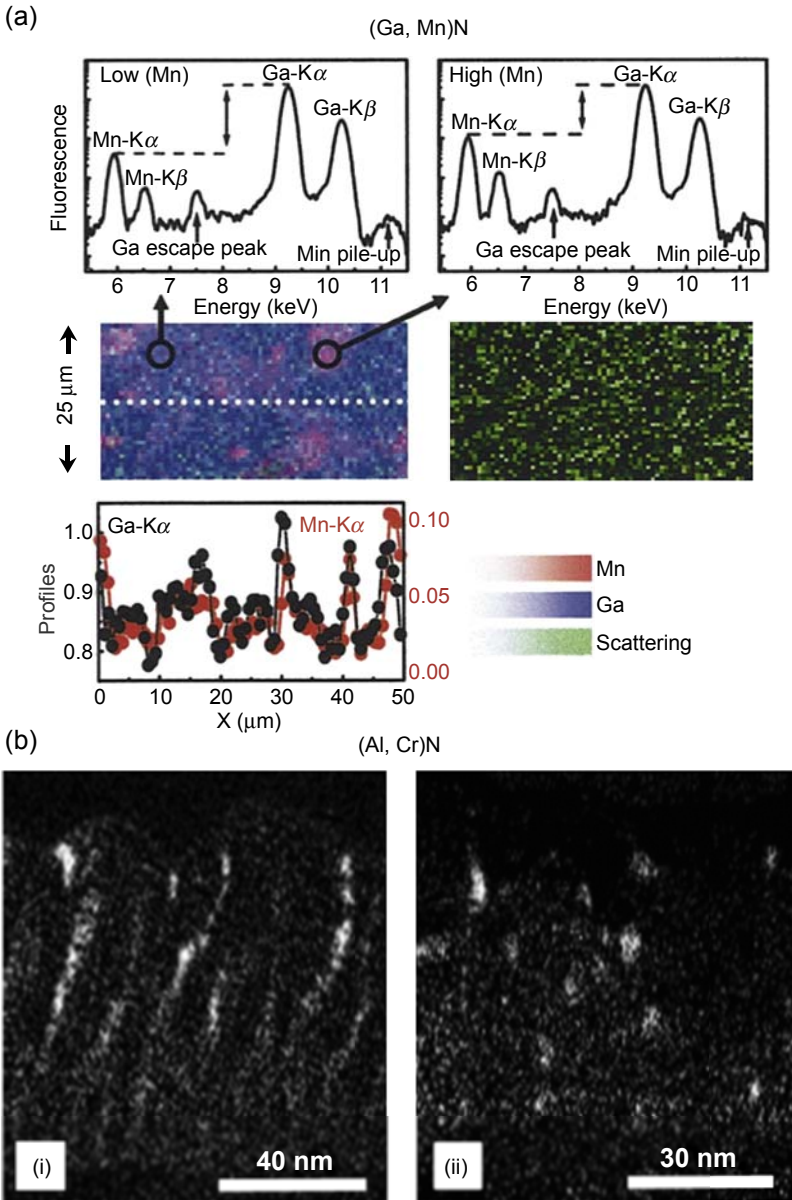 (a)
(Ga, Mn)N
Low (Mn)
Ga-Kα
Ga-Kβ
Mn-Kα
Mn-Kβ
Ga escape peak
Min pile-up
Fluorescence
6 7 8 9 10 11
Energy (keV)
High (Mn)
Ga-Kα
Ga-Kβ
Mn-Kα
Mn-Kβ
Ga escape peak
Min pile-up
6 7 8 9 10 11
Energy (keV)
25 μm
Ga-Kα
Mn-Kα
Profiles
1.0
0.9
0.8
0.10
0.05
0.00
0 10 20 30 40 50
X (μm)
Mn
Ga
Scattering
(b)
(Al, Cr)N
(i)
40 nm
(ii)
30 nm